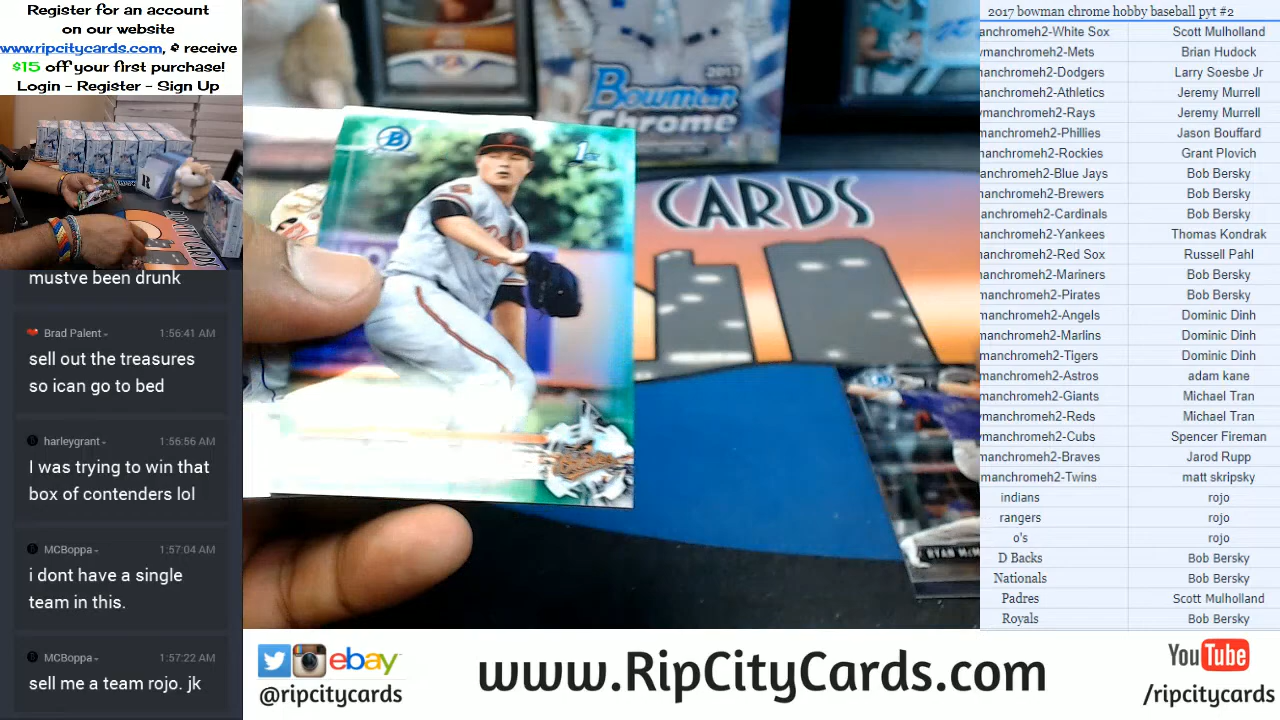 Register for an account
on our website
www.ripcitycards.com, & receive
$15 off your first purchase!
Login - Register - Sign Up
mustve been drunk
Brad Palent
1:56:41 AM
sell out the treasures
so ican go to bed
harleygrant
1:56:56 AM
I was trying to win that
box of contenders lol
MCBoppa
1:57:04 AM
i dont have a single
team in this.
MCBoppa
1:57:22 AM
sell me a team rojo. jk
B
1st
2017
Bowman
Chrome
CARDS
Orioles
RYAN
2017 bowman chrome hobby baseball pyt #2
anchromeh2-White Sox Scott Mulholland
manchromeh2-Mets Brian Hudock
manchromeh2-Dodgers Larry Soesbe Jr
manchromeh2-Athletics Jeremy Murrell
manchromeh2-Rays Jeremy Murrell
manchromeh2-Phillies Jason Bouffard
manchromeh2-Rockies Grant Plovich
anchromeh2-Blue Jays Bob Bersky
manchromeh2-Brewers Bob Bersky
anchromeh2-Cardinals Bob Bersky
manchromeh2-Yankees Thomas Kondrak
anchromeh2-Red Sox Russell Pahl
manchromeh2-Mariners Bob Bersky
manchromeh2-Pirates Bob Bersky
manchromeh2-Angels Dominic Dinh
manchromeh2-Marlins Dominic Dinh
manchromeh2-Tigers Dominic Dinh
manchromeh2-Astros adam kane
manchromeh2-Giants Michael Tran
manchromeh2-Reds Michael Tran
manchromeh2-Cubs Spencer Fireman
manchromeh2-Braves Jarod Rupp
manchromeh2-Twins matt skripsky
indians rojo
rangers rojo
o's rojo
D Backs Bob Bersky
Nationals Bob Bersky
Padres Scott Mulholland
Royals Bob Bersky
ebay
@ripcitycards
www.RipCityCards.com
YouTube
/ripcitycards